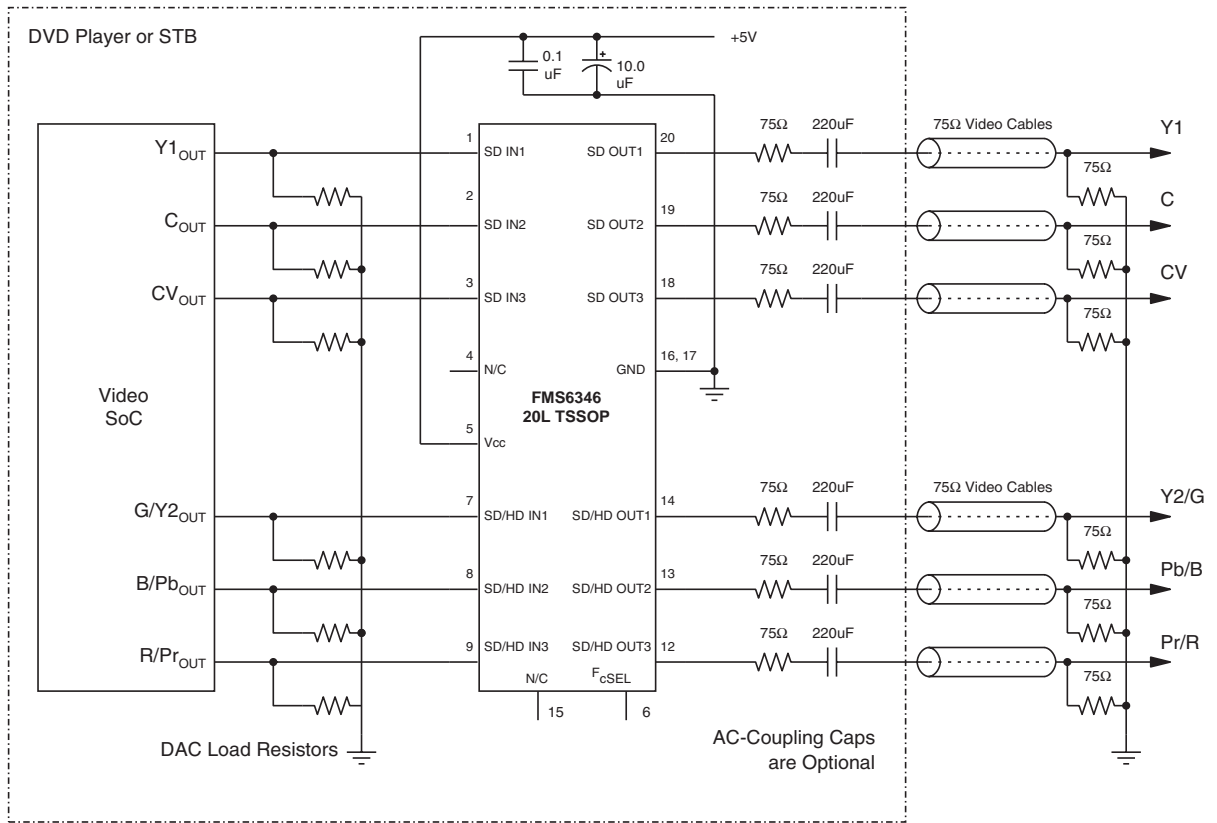 DVD Player or STB
+5V
0.1
uF
+
10.0
uF
75Ω 220uF 75Ω Video Cables Y1
Y1OUT 1 SD IN1 SD OUT1 20
75Ω
2 75Ω 220uF C
COUT SD IN2 SD OUT2 19
75Ω
3 75Ω 220uF CV
CVOUT SD IN3 SD OUT3 18
75Ω
4 N/C GND 16, 17
Video
SoC
FMS6346
20L TSSOP
5 Vcc
75Ω 220uF 75Ω Video Cables Y2/G
G/Y2OUT 7 SD/HD IN1 SD/HD OUT1 14
75Ω
75Ω 220uF Pb/B
B/PbOUT 8 SD/HD IN2 SD/HD OUT2 13
75Ω
75Ω 220uF Pr/R
R/PrOUT 9 SD/HD IN3 SD/HD OUT3 12
75Ω
N/C FcSEL
15 6
DAC Load Resistors
AC-Coupling Caps
are Optional